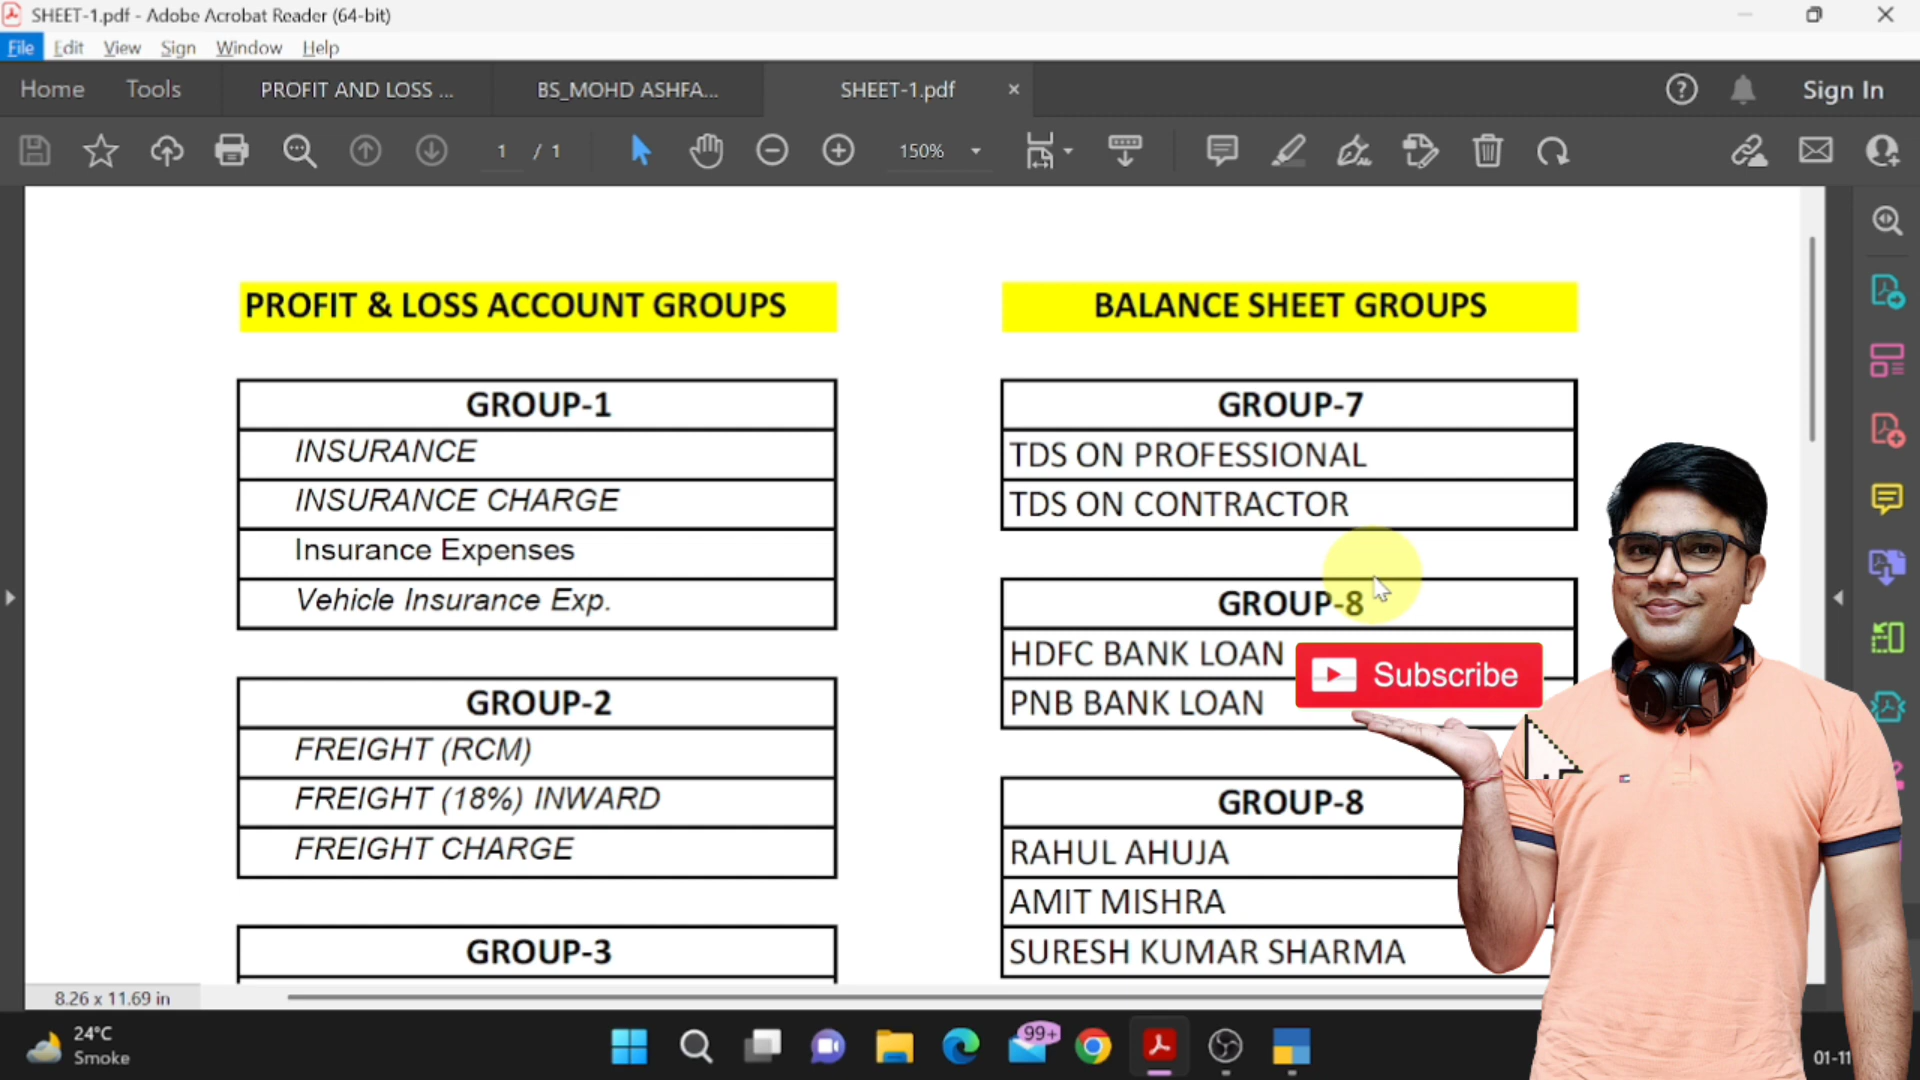 SHEET-1.pdf - Adobe Acrobat Reader (64-bit)
File Edit View Sign Window Help
Home Tools PROFIT AND LOSS ... BS_MOHD ASHFA... SHEET-1.pdf × Sign In
1 / 1 150%
PROFIT & LOSS ACCOUNT GROUPS
GROUP-1
INSURANCE
INSURANCE CHARGE
Insurance Expenses
Vehicle Insurance Exp.
GROUP-2
FREIGHT (RCM)
FREIGHT (18%) INWARD
FREIGHT CHARGE
GROUP-3
BALANCE SHEET GROUPS
GROUP-7
TDS ON PROFESSIONAL
TDS ON CONTRACTOR
GROUP-8
HDFC BANK LOAN
PNB BANK LOAN
GROUP-8
RAHUL AHUJA
AMIT MISHRA
SURESH KUMAR SHARMA
Subscribe
8.26 x 11.69 in
24°C
Smoke
99+
01-11